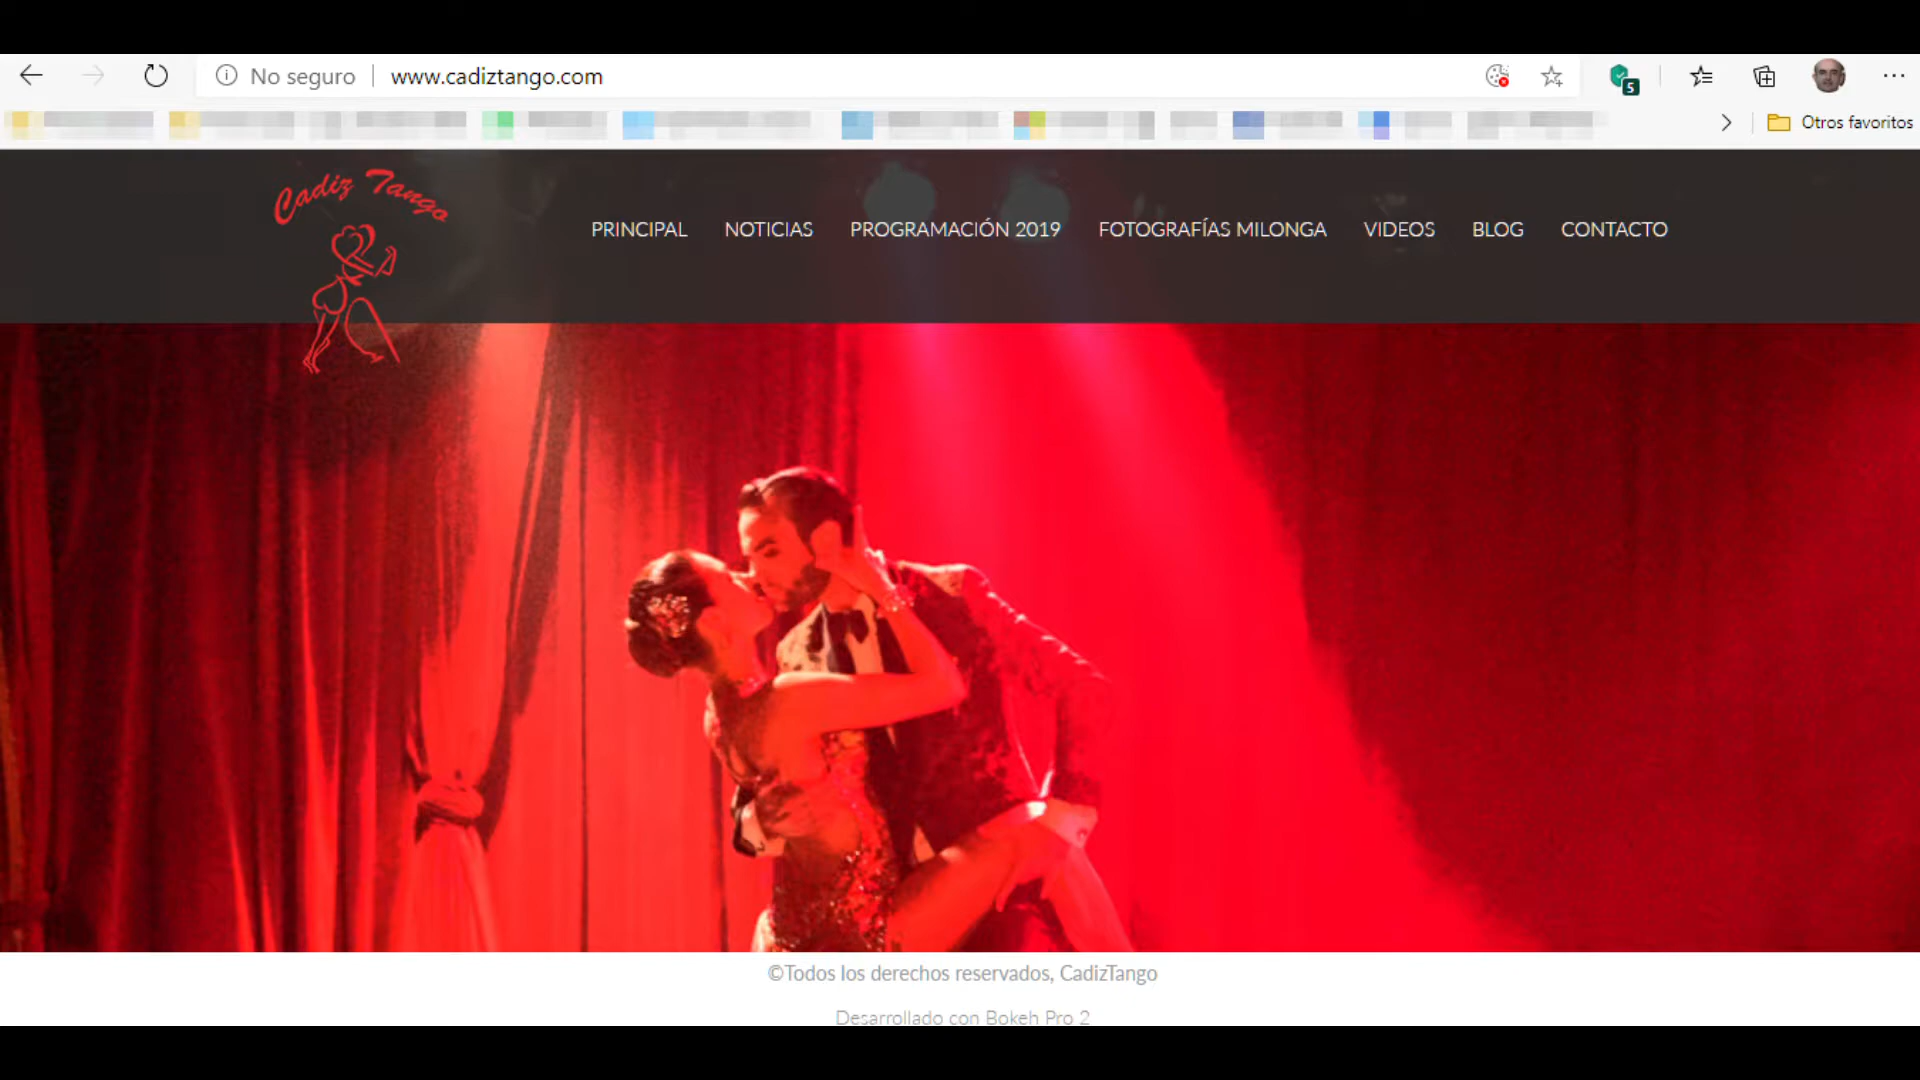 No seguro www.cadiztango.com
5
Otros favoritos
Cadiz Tango
PRINCIPAL NOTICIAS PROGRAMACIÓN 2019 FOTOGRAFÍAS MILONGA VIDEOS BLOG CONTACTO
©Todos los derechos reservados, CadizTango
Desarrollado con Bokeh Pro 2